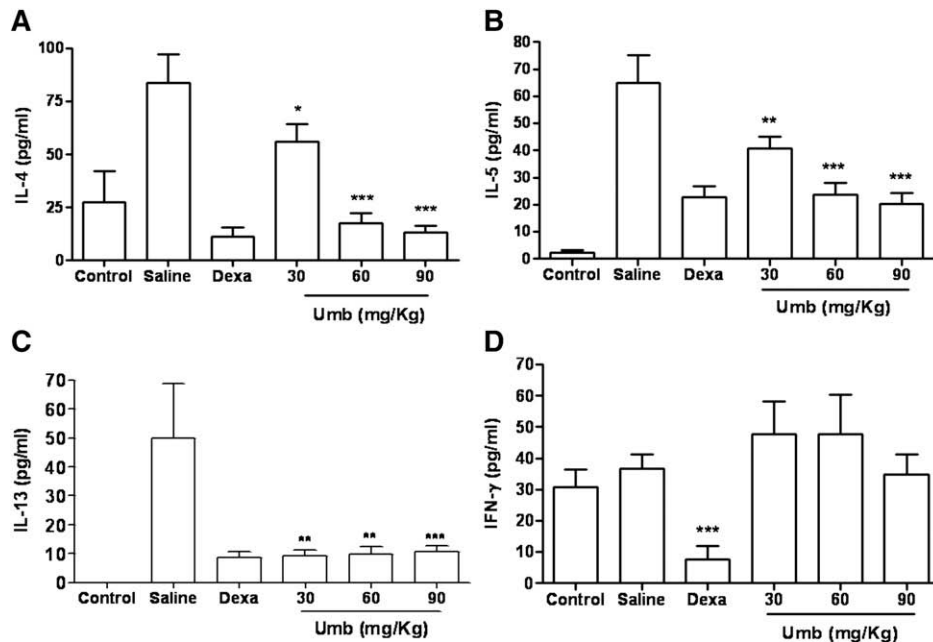 A
IL-4 (pg/ml)
100
75
50
25
0
*
***
***
Control Saline Dexa 30 60 90
Umb (mg/Kg)
B
IL-5 (pg/ml)
80
70
60
50
40
30
20
10
0
**
***
***
Control Saline Dexa 30 60 90
Umb (mg/Kg)
C
IL-13 (pg/ml)
70
60
50
40
30
20
10
0
**
**
***
Control Saline Dexa 30 60 90
Umb (mg/Kg)
D
IFN-γ (pg/ml)
70
60
50
40
30
20
10
0
***
Control Saline Dexa 30 60 90
Umb (mg/Kg)